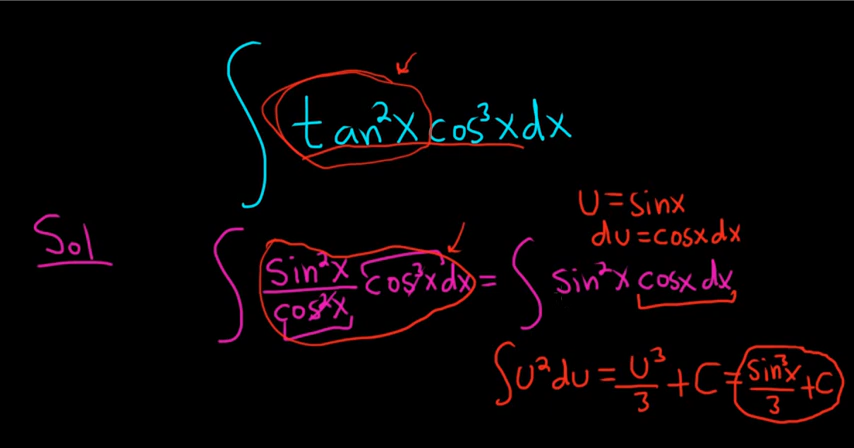 ∫ tan²x cos³x dx
u = sinx
du = cosx dx
Sol
∫ sin²x/cos²x cos³x dx = ∫ sin²x cosx dx
∫u²du = u³/3 + C = sin³x/3 + C